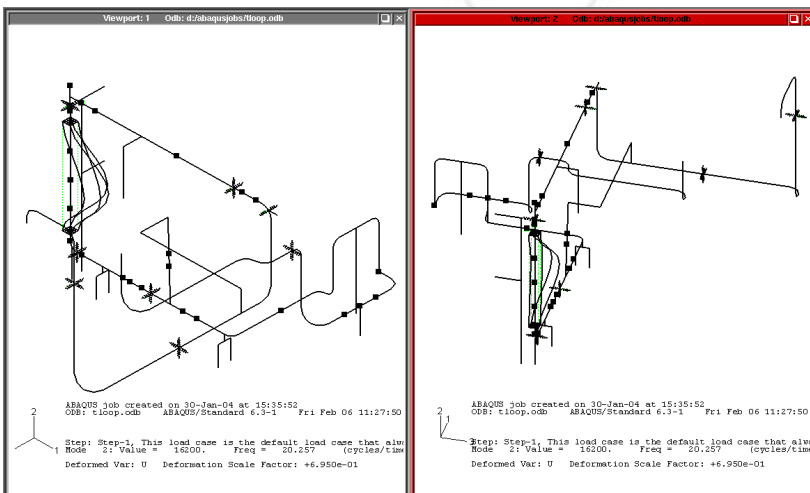 Viewport: 1 Odb: d:/abaqusjobs/tloop.odb
Viewport: 2 Odb: d:/abaqusjobs/tloop.odb
2
1
ABAQUS job created on 30-Jan-04 at 15:35:52
ODB: tloop.odb ABAQUS/Standard 6.3-1 Fri Feb 06 11:27:50
Step: Step-1, This load case is the default load case that alw
Mode 2: Value = 16200. Freq = 20.257 (cycles/time
Deformed Var: U Deformation Scale Factor: +6.950e-01
2
1
3
ABAQUS job created on 30-Jan-04 at 15:35:52
ODB: tloop.odb ABAQUS/Standard 6.3-1 Fri Feb 06 11:27:50
Step: Step-1, This load case is the default load case that alw
Mode 2: Value = 16200. Freq = 20.257 (cycles/time
Deformed Var: U Deformation Scale Factor: +6.950e-01